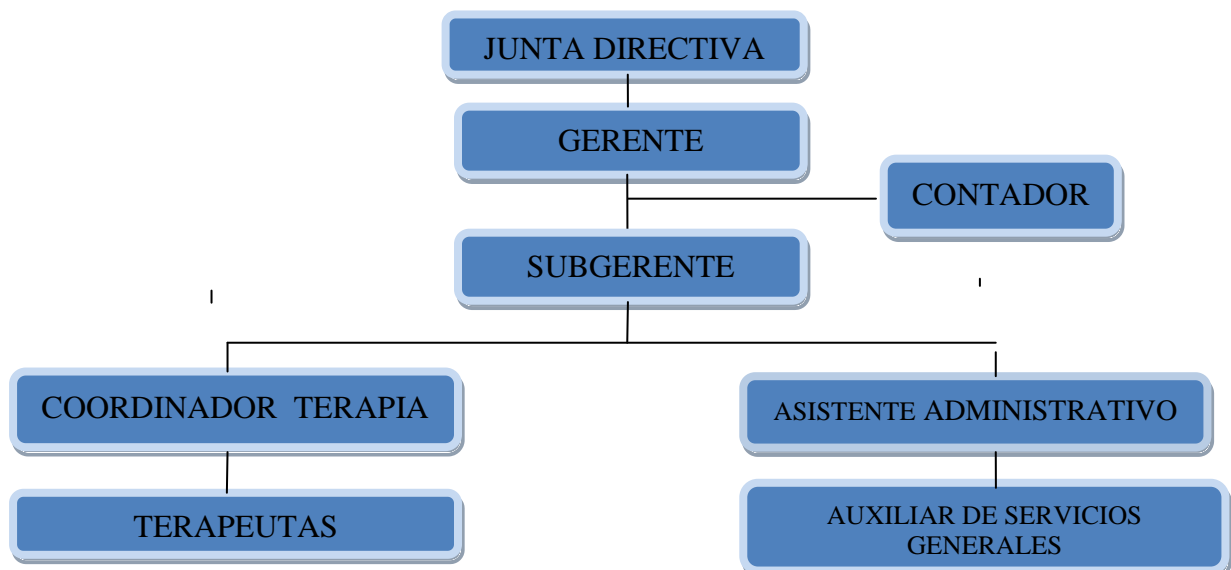 JUNTA DIRECTIVA
GERENTE
CONTADOR
SUBGERENTE
COORDINADOR TERAPIA
ASISTENTE ADMINISTRATIVO
TERAPEUTAS
AUXILIAR DE SERVICIOS
GENERALES